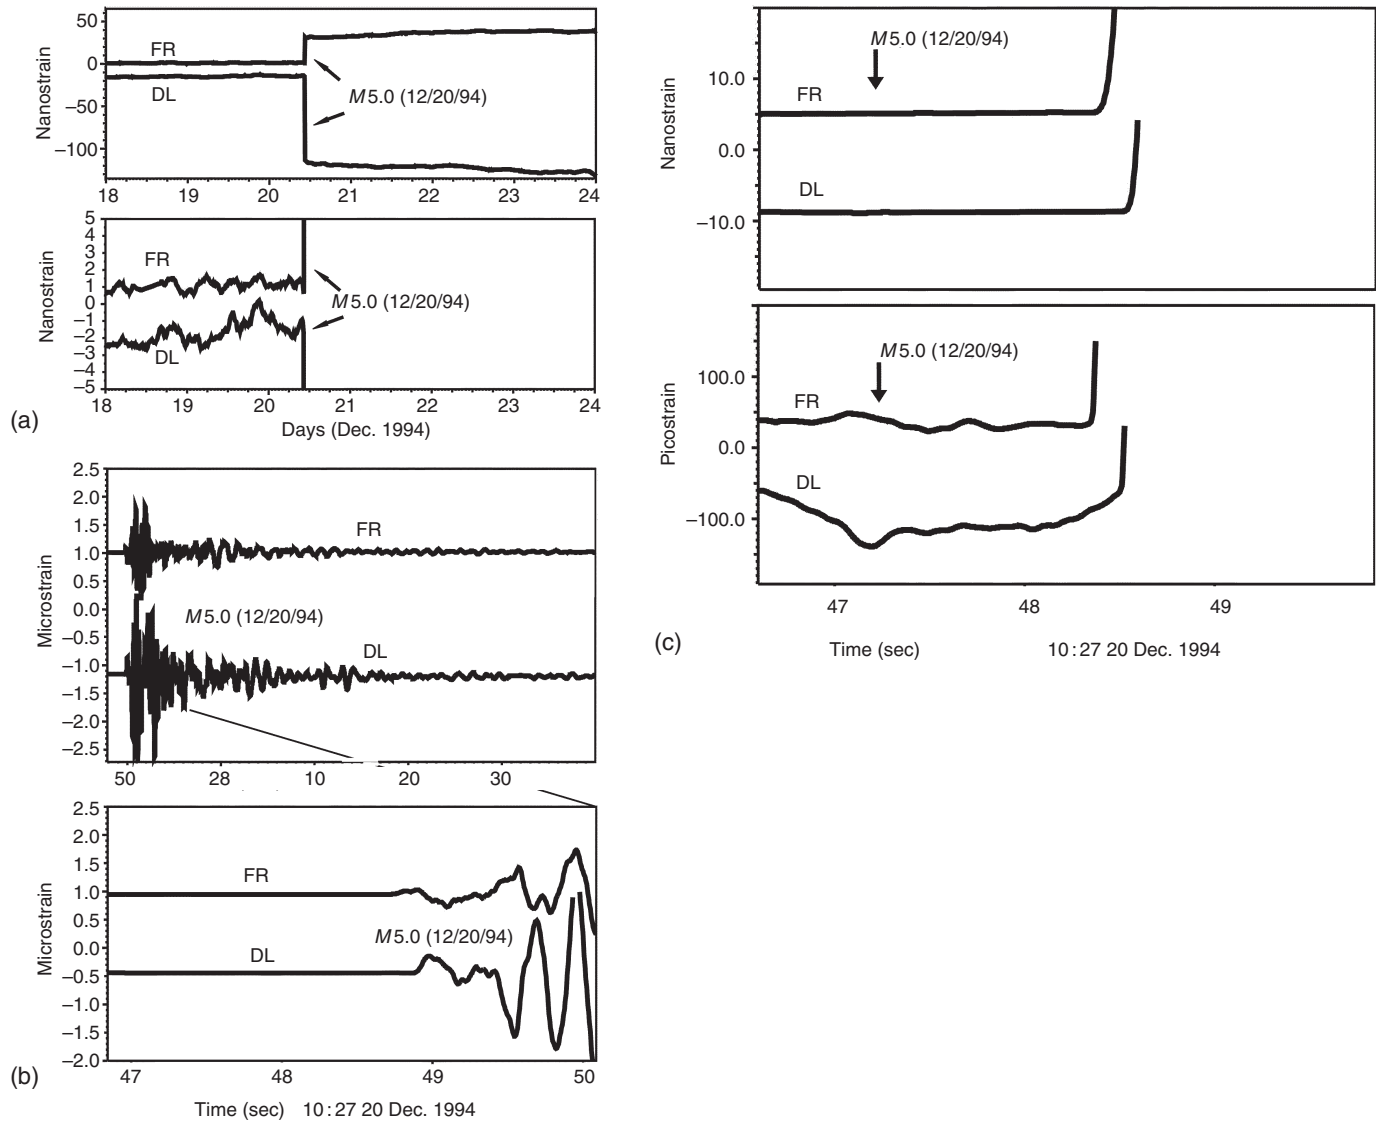 50
0
−50
−100
Nanostrain
FR
DL
M 5.0 (12/20/94)
18 19 20 21 22 23 24
5
4
3
2
1
0
−1
−2
−3
−4
−5
Nanostrain
FR
DL
M 5.0 (12/20/94)
18 19 20 21 22 23 24
Days (Dec. 1994)
(a)
2.5
2.0
1.5
1.0
0.5
0.0
−0.5
−1.0
−1.5
−2.0
−2.5
Microstrain
FR
M 5.0 (12/20/94)
DL
50 28 10 20 30
2.5
2.0
1.5
1.0
0.5
0.0
−0.5
−1.0
−1.5
−2.0
Microstrain
FR
M 5.0 (12/20/94)
DL
47 48 49 50
(b)
Time (sec) 10:27 20 Dec. 1994
M 5.0 (12/20/94)
10.0
0.0
−10.0
Nanostrain
FR
DL
M 5.0 (12/20/94)
100.0
0.0
−100.0
Picostrain
FR
DL
47 48 49
(c)
Time (sec) 10:27 20 Dec. 1994